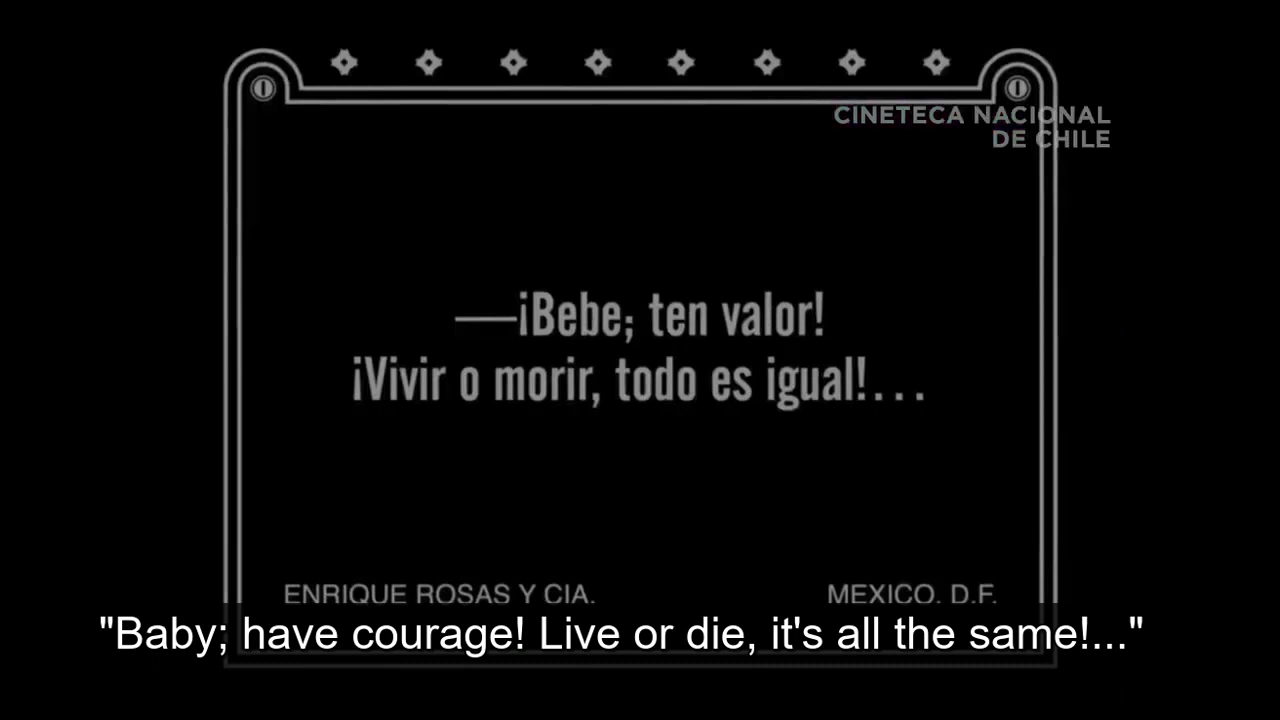 CINETECA NACIONAL
DE CHILE
—¡Bebe; ten valor!
¡Vivir o morir, todo es igual!...
ENRIQUE ROSAS Y CIA.
MEXICO, D.F.
"Baby; have courage! Live or die, it's all the same!..."